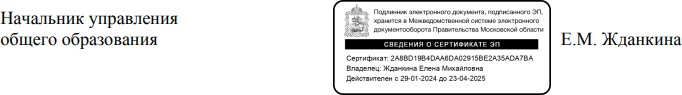 Начальник управления
общего образования
Подлинник электронного документа, подписанного ЭП,
хранится в Межведомственной системе электронного
документооборота Правительства Московской области
СВЕДЕНИЯ О СЕРТИФИКАТЕ ЭП
Сертификат: 2A8BD19B4DAA6DA02915BE2A35ADA7BA
Владелец: Жданкина Елена Михайловна
Действителен с 29-01-2024 до 23-04-2025
Е.М. Жданкина